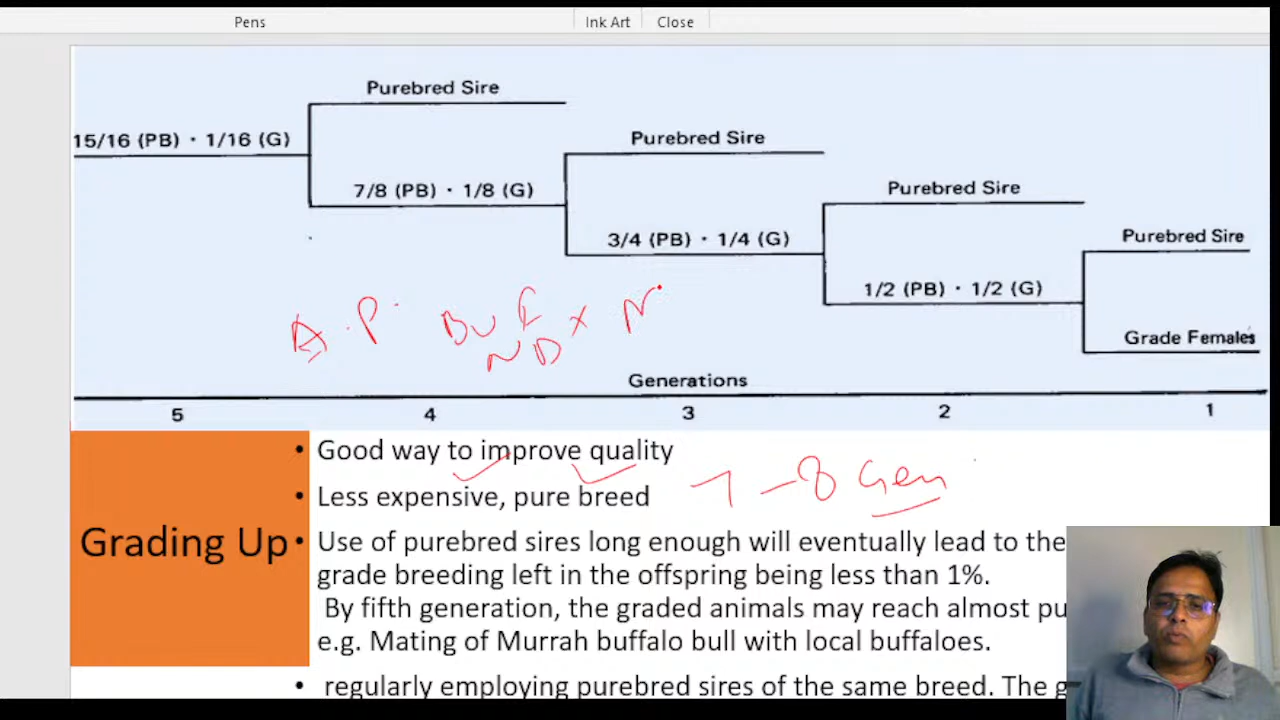 Pens Ink Art Close
Purebred Sire
15/16 (PB) · 1/16 (G)
Purebred Sire
7/8 (PB) · 1/8 (G)
Purebred Sire
3/4 (PB) · 1/4 (G)
Purebred Sire
1/2 (PB) · 1/2 (G)
Grade Females
A.P. Buf x
ND
Generations
5 4 3 2 1
Grading Up
• Good way to improve quality
• Less expensive, pure breed
7-8 Gen
• Use of purebred sires long enough will eventually lead to the
grade breeding left in the offspring being less than 1%.
By fifth generation, the graded animals may reach almost pu
e.g. Mating of Murrah buffalo bull with local buffaloes.
• regularly employing purebred sires of the same breed. The g